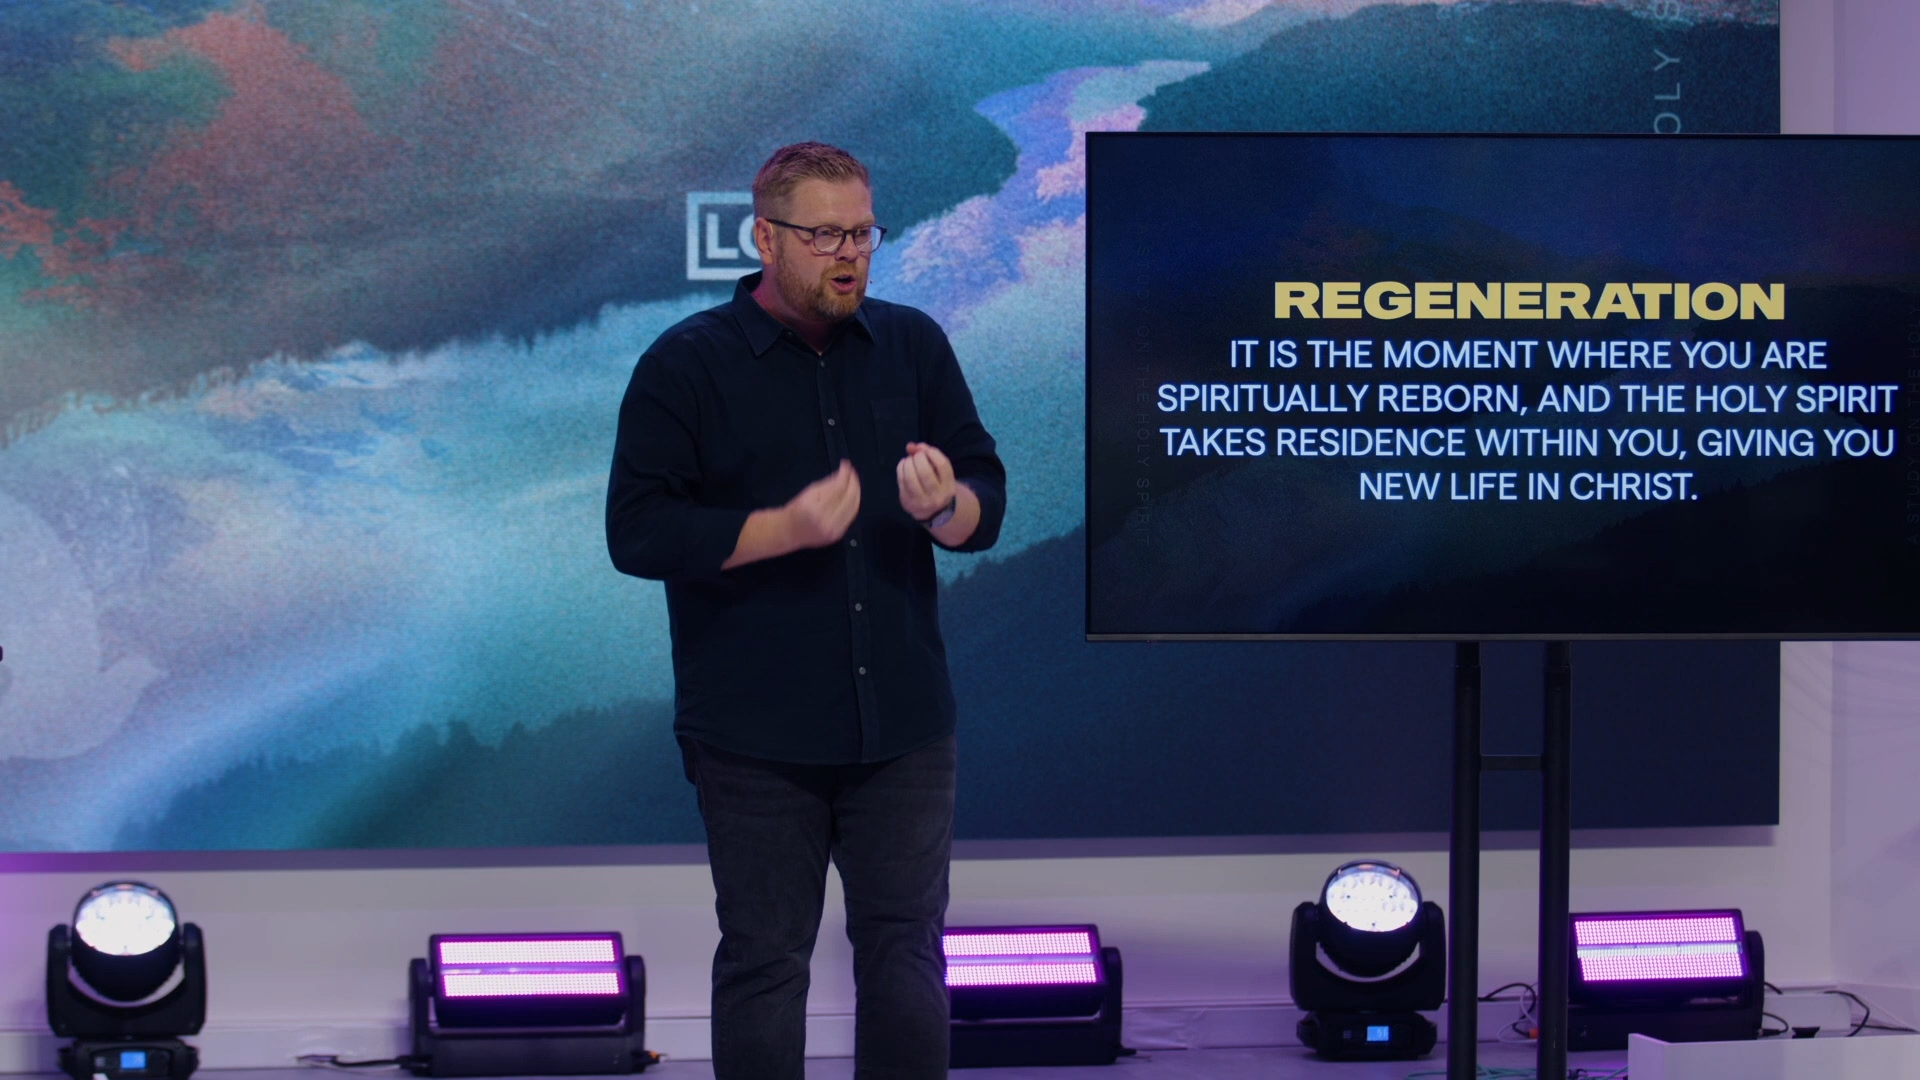 OLY S
REGENERATION
IT IS THE MOMENT WHERE YOU ARE
SPIRITUALLY REBORN, AND THE HOLY SPIRIT
TAKES RESIDENCE WITHIN YOU, GIVING YOU
NEW LIFE IN CHRIST.